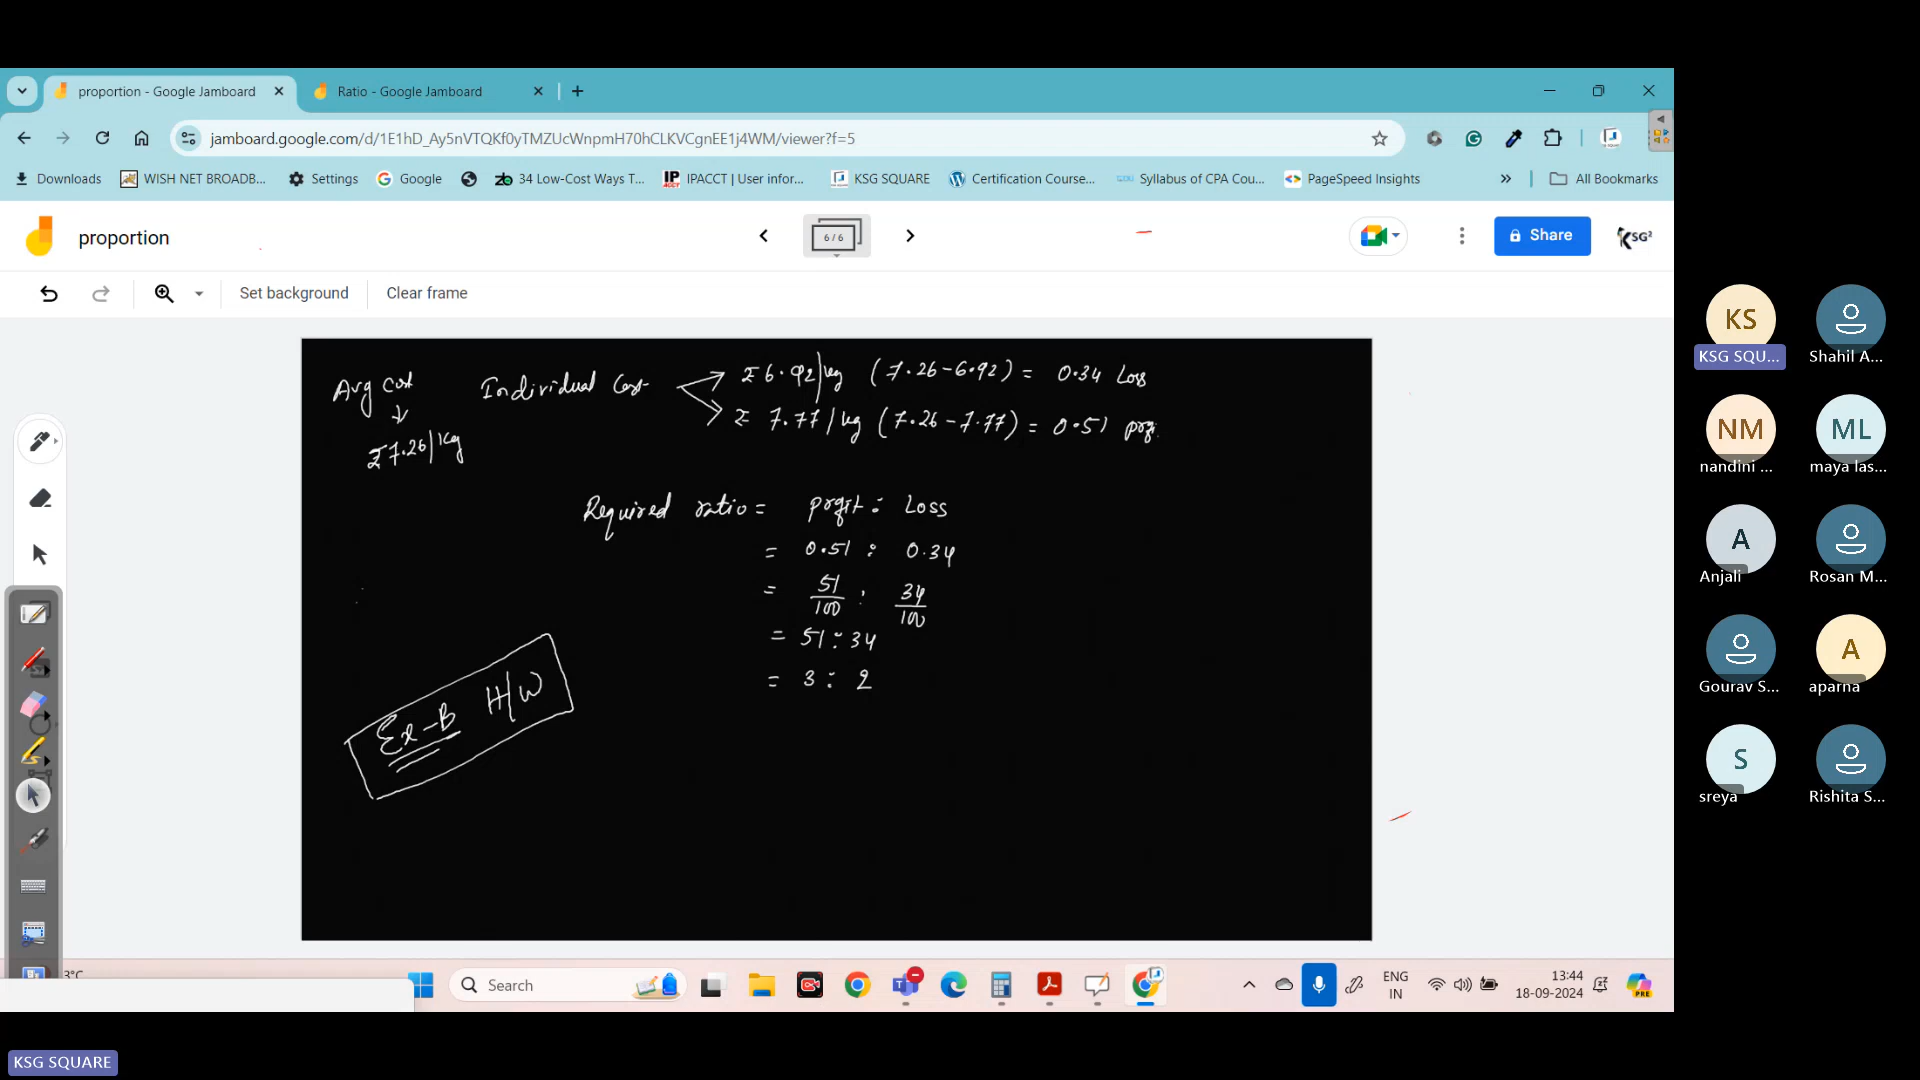 proportion - Google Jamboard
Ratio - Google Jamboard
jamboard.google.com/d/1E1hD_Ay5nVTQKf0yTMZUcWnpmH70hCLKVCgnEE1j4WM/viewer?f=5
Downloads
WISH NET BROADB...
Settings
Google
34 Low-Cost Ways T...
IPACCT | User infor...
KSG SQUARE
Certification Course...
Syllabus of CPA Cou...
PageSpeed Insights
All Bookmarks
proportion
6 / 6
Share
KSG²
Set background
Clear frame
Avg Cost
₹7.26/kg
Individual Cost
₹6.92/kg (7.26-6.92) = 0.34 Loss
₹ 7.77/kg (7.26-7.77) = 0.51
Required ratio = profit : Loss
= 0.51 : 0.34
= 51/100 : 34/100
= 51 : 34
= 3 : 2
Ex-B H/W
3°C
Search
ENG
IN
13:44
18-09-2024
PRE
KS
KSG SQU...
Shahil A...
NM
nandini ...
ML
maya las...
A
Anjali
Rosan M...
Gourav S...
A
aparna
S
sreya
Rishita S...
KSG SQUARE